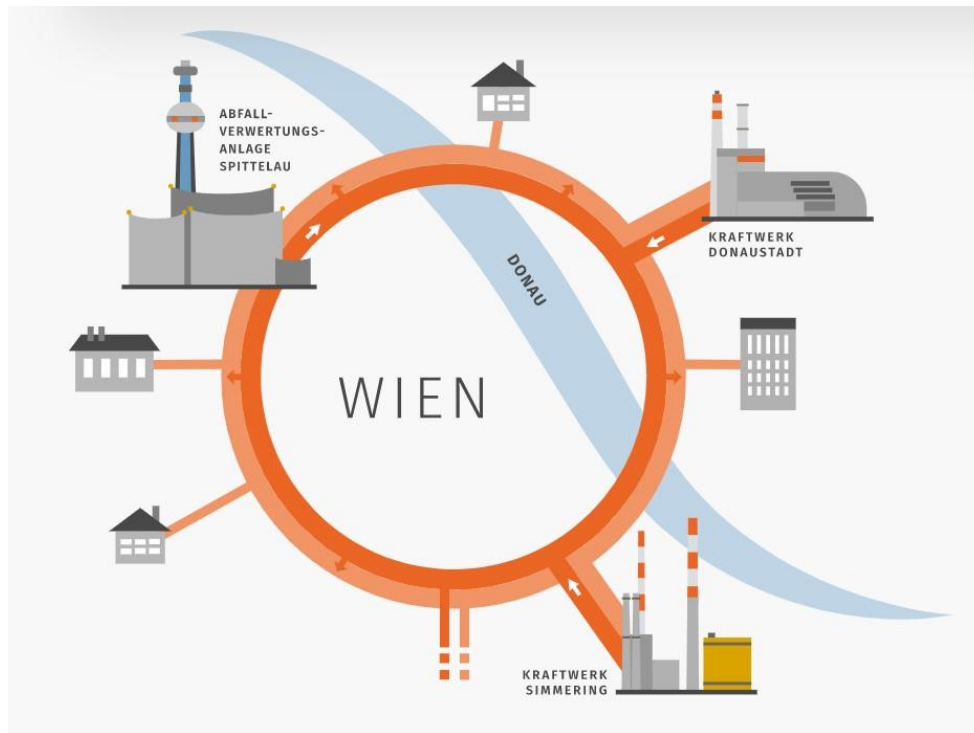 ABFALL-
VERWERTUNGS-
ANLAGE
SPITTELAU
KRAFTWERK
DONAUSTADT
DONAU
WIEN
KRAFTWERK
SIMMERING